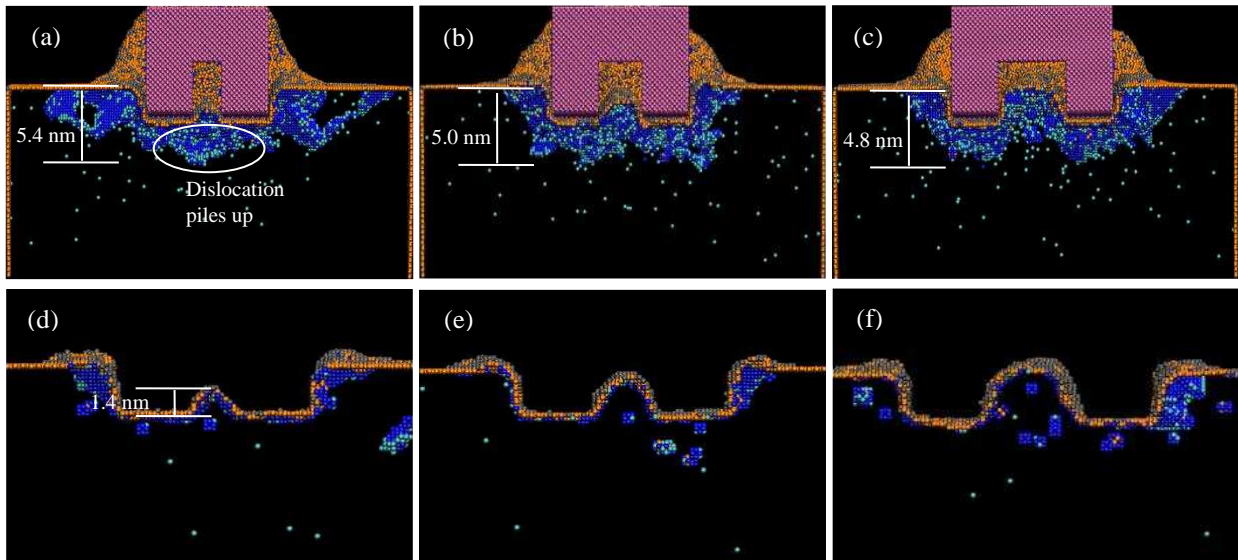 (a)
(b)
(c)
5.4 nm
5.0 nm
4.8 nm
Dislocation
piles up
(d)
(e)
(f)
1.4 nm